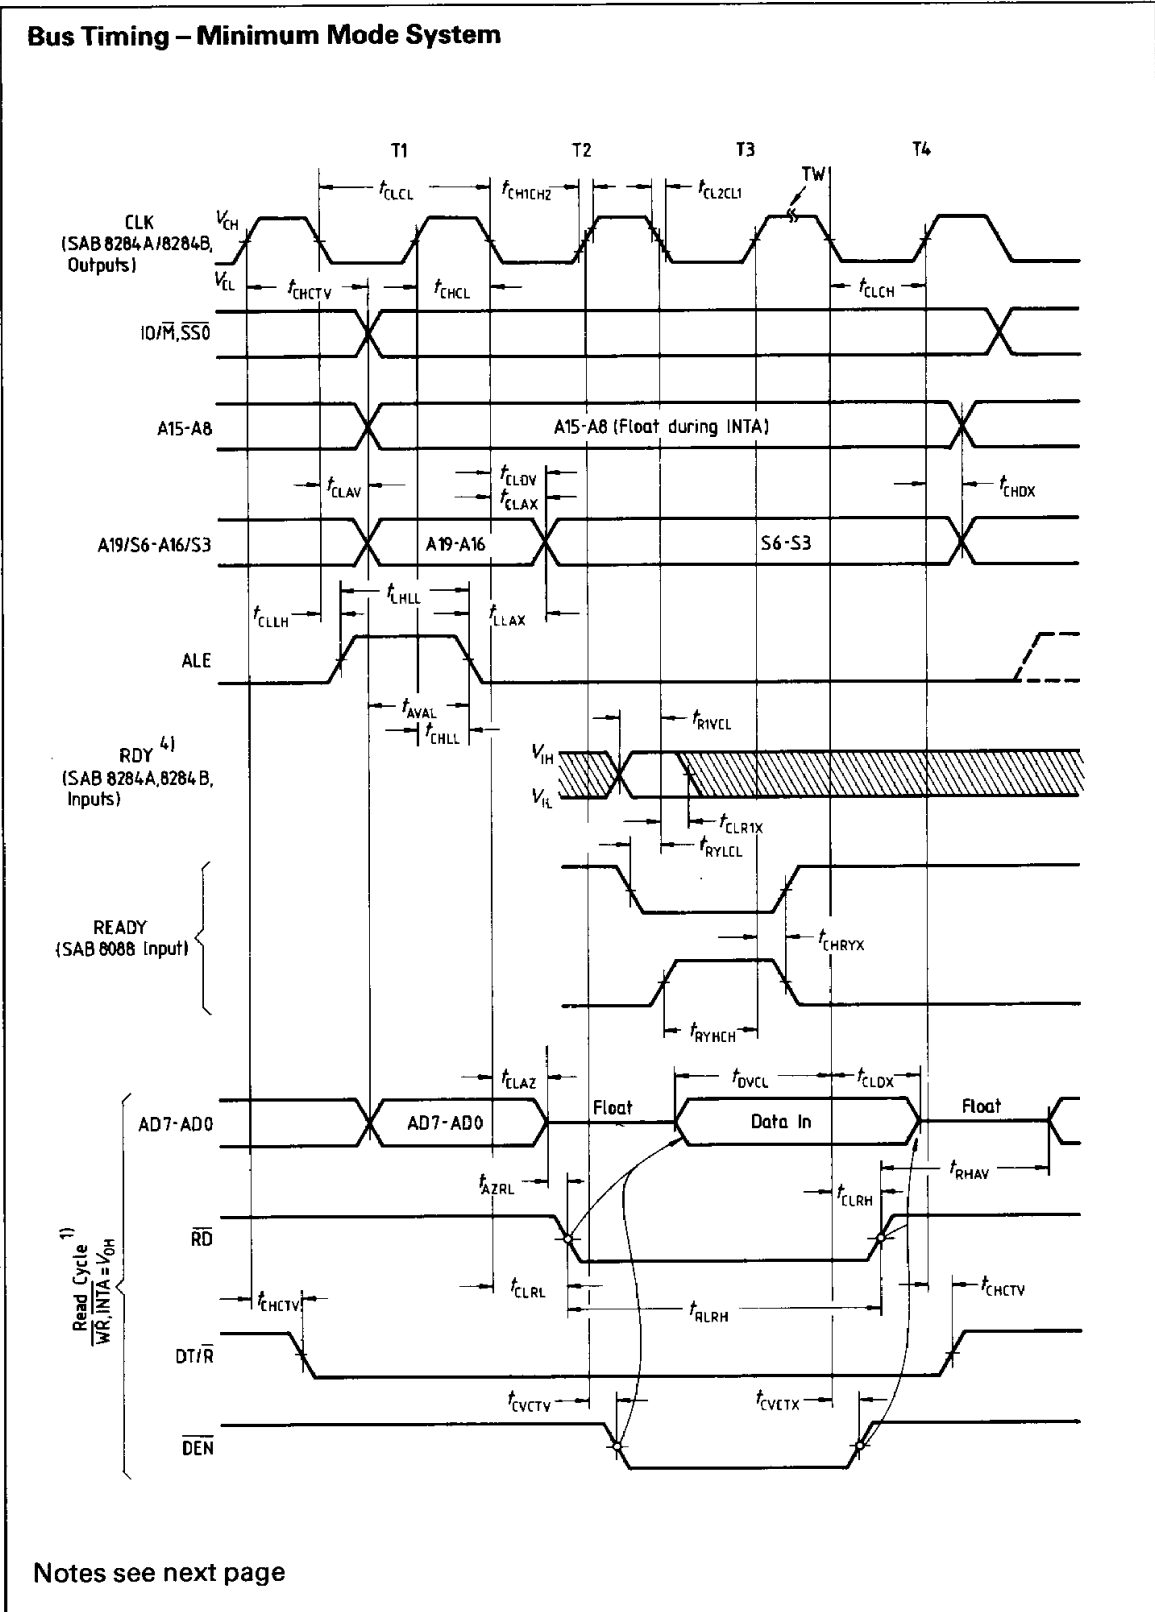 Bus Timing – Minimum Mode System
T1 T2 T3 T4
TW
tCLCL tCH1CH2 tCL2CL1
CLK
(SAB 8284A/8284B,
Outputs)
VCH
VCL
tCHCTV tCHCL tCLCH
IO/M̅,S̅S̅0̅
A15-A8 A15-A8 (Float during INTA)
tCLDV
tCLAV tCLAX tCHDX
A19/S6-A16/S3 A19-A16 S6-S3
tLHLL
tCLLH tLLAX
ALE
tAVAL
tCHLL tR1VCL
RDY 4)
(SAB 8284A,8284B,
Inputs)
VIH
VIL
tCLR1X
tRYLCL
READY
(SAB 8088 Input)
tCHRYX
tRYHCH
tCLAZ tDVCL tCLDX
AD7-AD0 AD7-AD0 Float Data In Float
tAZRL tCLRH tRHAV
R̅D̅
Read Cycle 1)
W̅R̅,I̅N̅T̅A̅=VOH
tCHCTV tCLRL tRLRH tCHCTV
DT/R̅
tCVCTV tCVCTX
D̅E̅N̅
Notes see next page